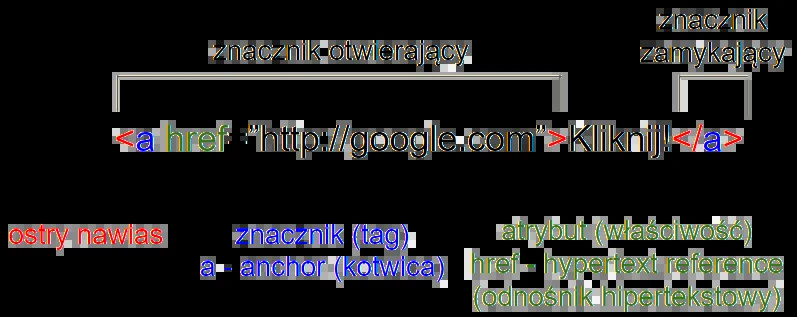 znacznik otwierający
znacznik
zamykający
<a href="http://google.com">Kliknij!</a>
ostry nawias
znacznik (tag)
a - anchor (kotwica)
atrybut (właściwość)
href - hypertext reference
(odnośnik hipertekstowy)